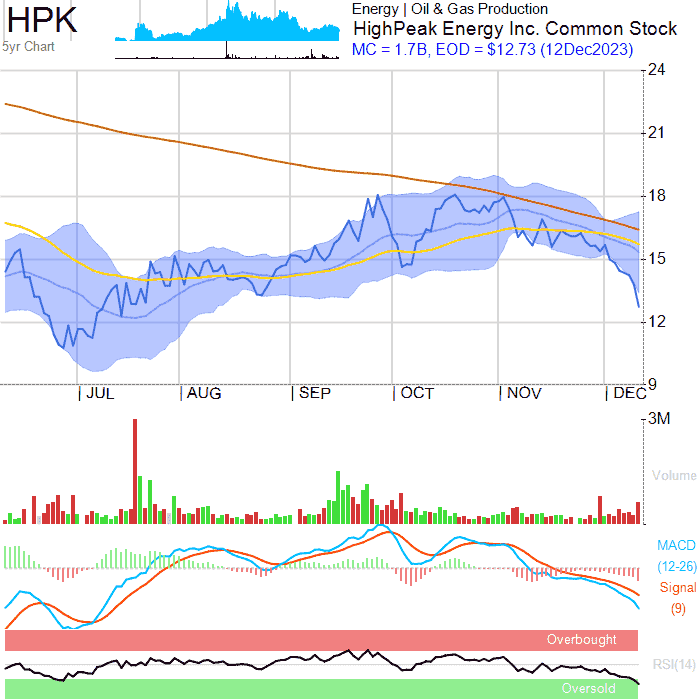 HPK
5yr Chart
Energy | Oil & Gas Production
HighPeak Energy Inc. Common Stock
MC = 1.7B, EOD = $12.73 (12Dec2023)
24
21
18
15
12
9
| JUL | AUG | SEP | OCT | NOV | DEC
3M
Volume
MACD
(12-26)
Signal
(9)
Overbought
RSI(14)
Oversold